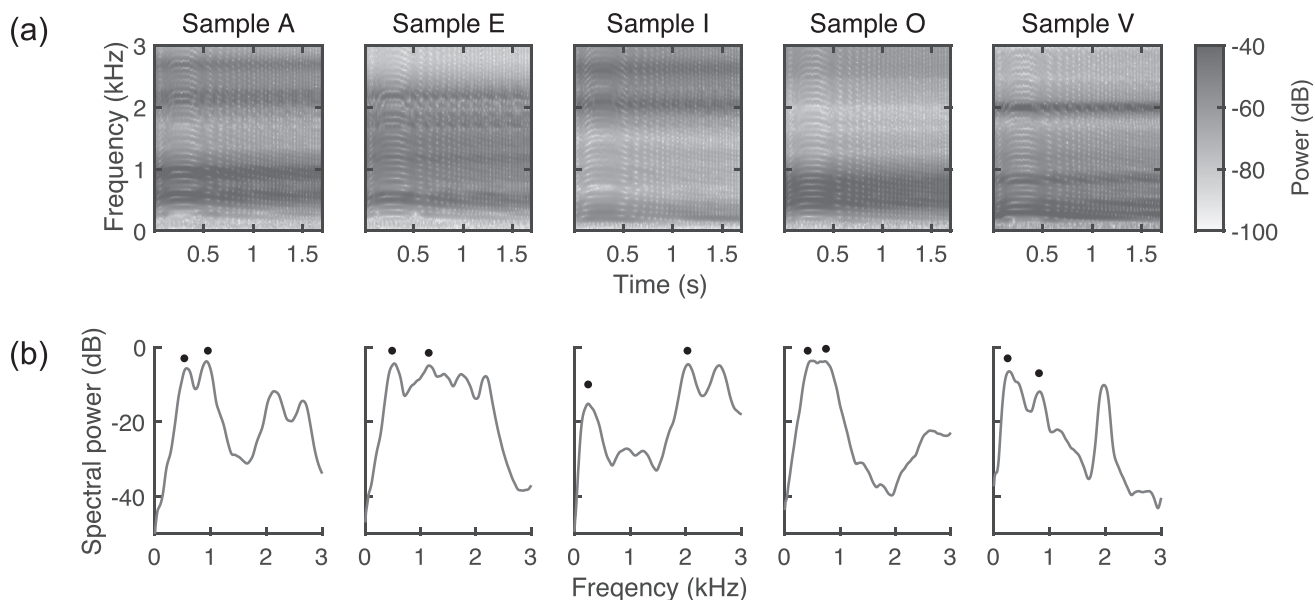 (a)
Sample A
Sample E
Sample I
Sample O
Sample V
Frequency (kHz)
3
2
1
0
0.5 1 1.5
0.5 1 1.5
0.5 1 1.5
0.5 1 1.5
0.5 1 1.5
Time (s)
-40
-60
-80
-100
Power (dB)
(b)
Spectral power (dB)
0
-20
-40
0 1 2 3
0 1 2 3
0 1 2 3
0 1 2 3
0 1 2 3
Freqency (kHz)